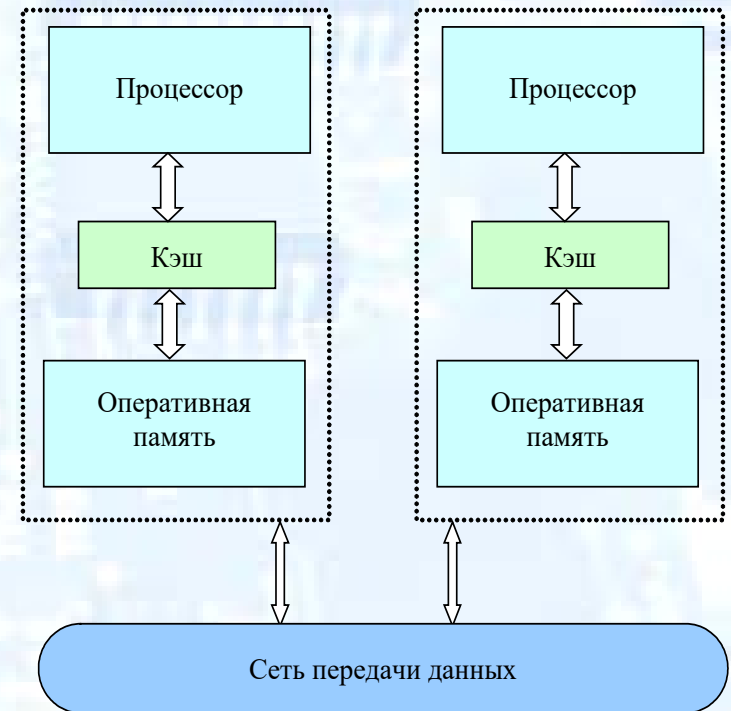 Процессор
Кэш
Оперативная
память
Процессор
Кэш
Оперативная
память
Сеть передачи данных